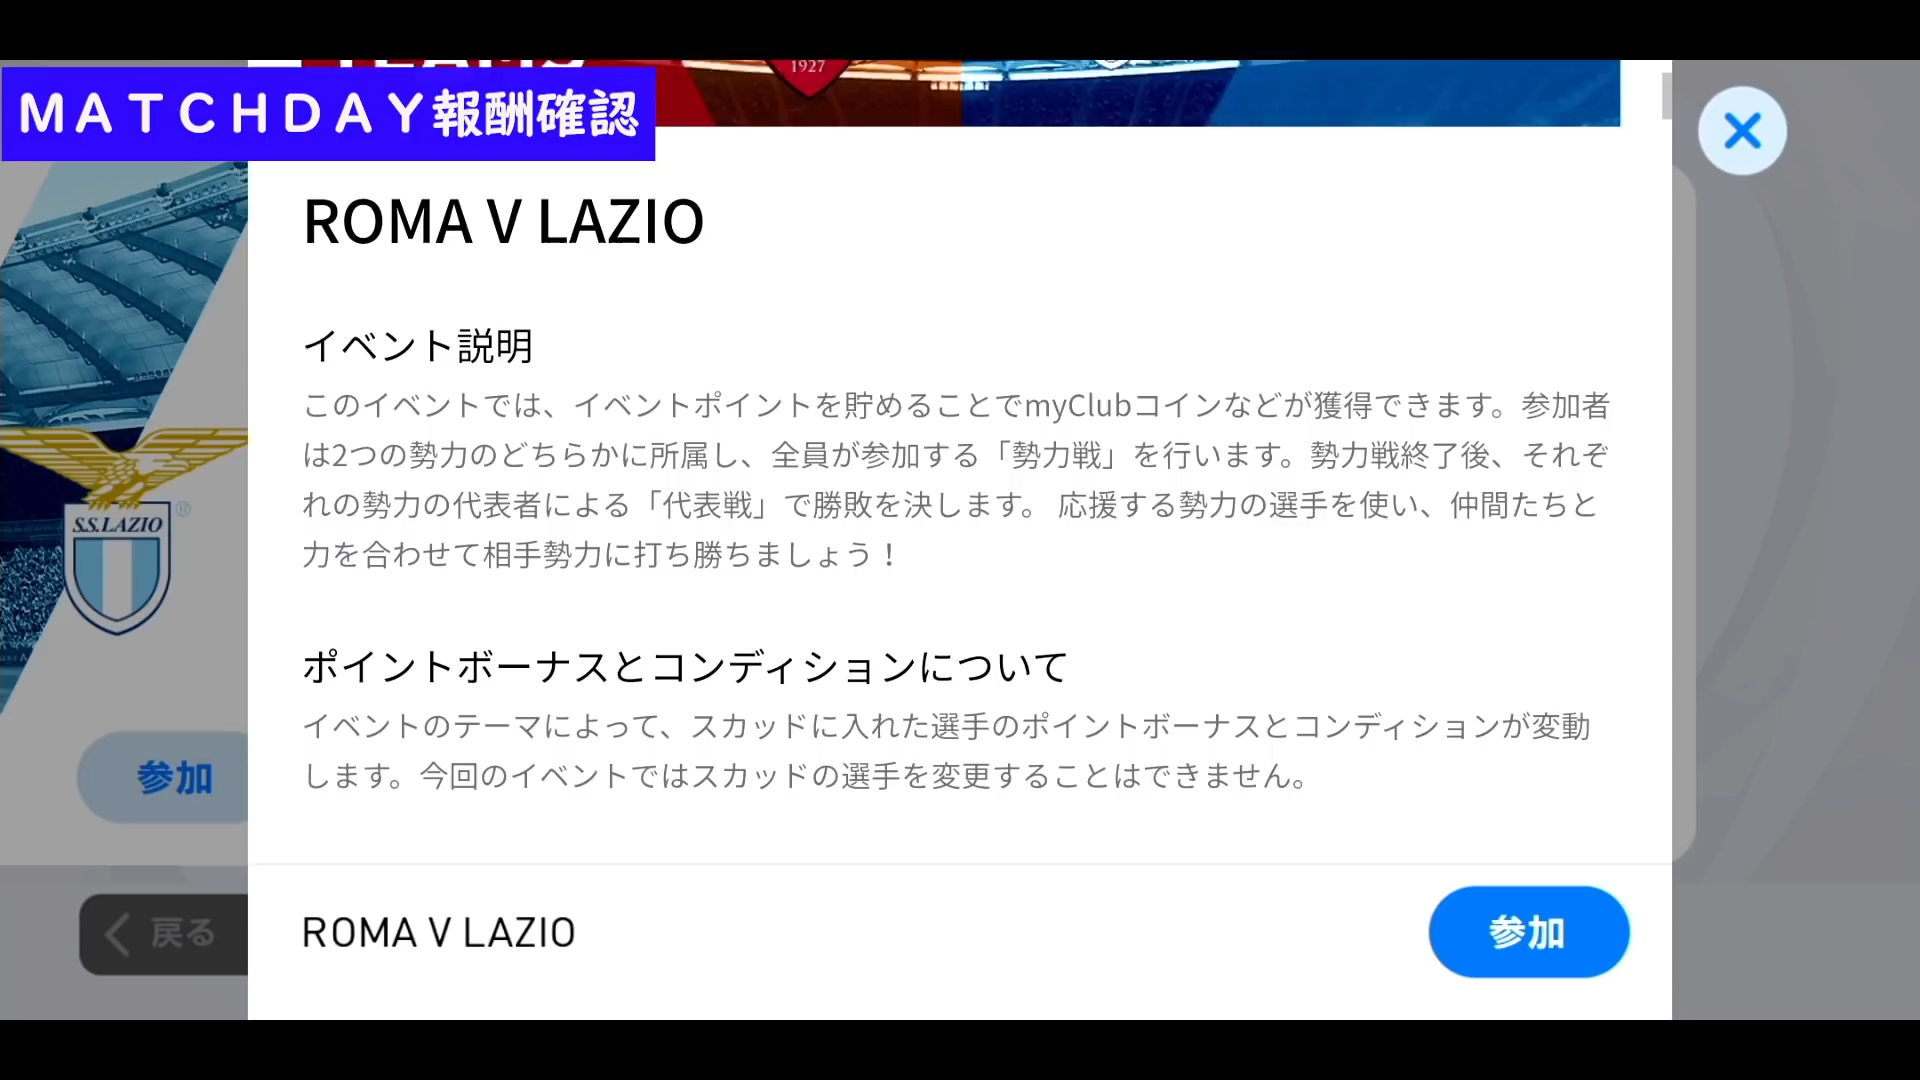 1927
MATCHDAY報酬確認
ROMA V LAZIO
イベント説明
このイベントでは、イベントポイントを貯めることでmyClubコインなどが獲得できます。参加者
は2つの勢力のどちらかに所属し、全員が参加する「勢力戦」を行います。勢力戦終了後、それぞ
れの勢力の代表者による「代表戦」で勝敗を決します。 応援する勢力の選手を使い、仲間たちと
力を合わせて相手勢力に打ち勝ちましょう！
S.S.LAZIO
®
ポイントボーナスとコンディションについて
イベントのテーマによって、スカッドに入れた選手のポイントボーナスとコンディションが変動
します。今回のイベントではスカッドの選手を変更することはできません。
参加
戻る
ROMA V LAZIO
参加